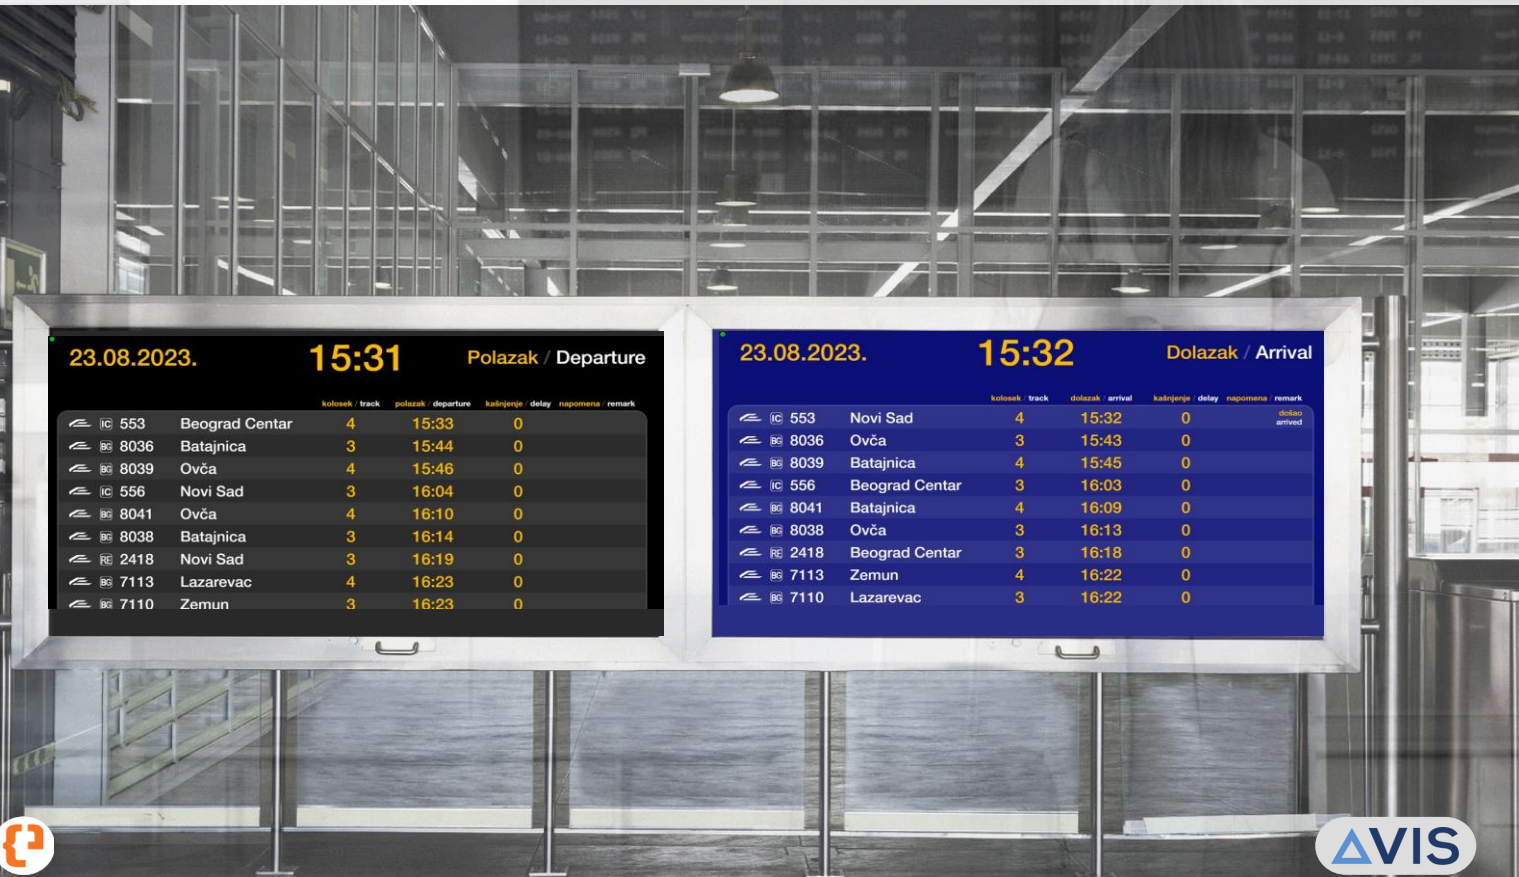 23.08.2023. 15:31 Polazak / Departure
kolosek / track polazak / departure kašnjenje / delay napomena / remark
IC 553 Beograd Centar 4 15:33 0
BG 8036 Batajnica 3 15:44 0
BG 8039 Ovča 4 15:46 0
IC 556 Novi Sad 3 16:04 0
BG 8041 Ovča 4 16:10 0
BG 8038 Batajnica 3 16:14 0
RE 2418 Novi Sad 3 16:19 0
BG 7113 Lazarevac 4 16:23 0
BG 7110 Zemun 3 16:23 0
23.08.2023. 15:32 Dolazak / Arrival
kolosek / track dolazak / arrival kašnjenje / delay napomena / remark
IC 553 Novi Sad 4 15:32 0 došao
arrived
BG 8036 Ovča 3 15:43 0
BG 8039 Batajnica 4 15:45 0
IC 556 Beograd Centar 3 16:03 0
BG 8041 Batajnica 4 16:09 0
BG 8038 Ovča 3 16:13 0
RE 2418 Beograd Centar 3 16:18 0
BG 7113 Zemun 4 16:22 0
BG 7110 Lazarevac 3 16:22 0
AVIS